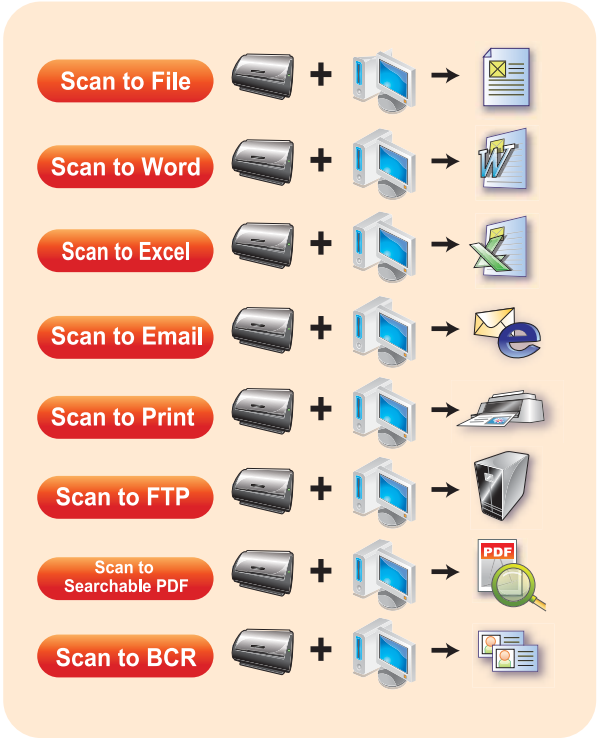 Scan to File
Scan to Word
W
Scan to Excel
X
Scan to Email
e
Scan to Print
Scan to FTP
Scan to
Searchable PDF
PDF
Scan to BCR